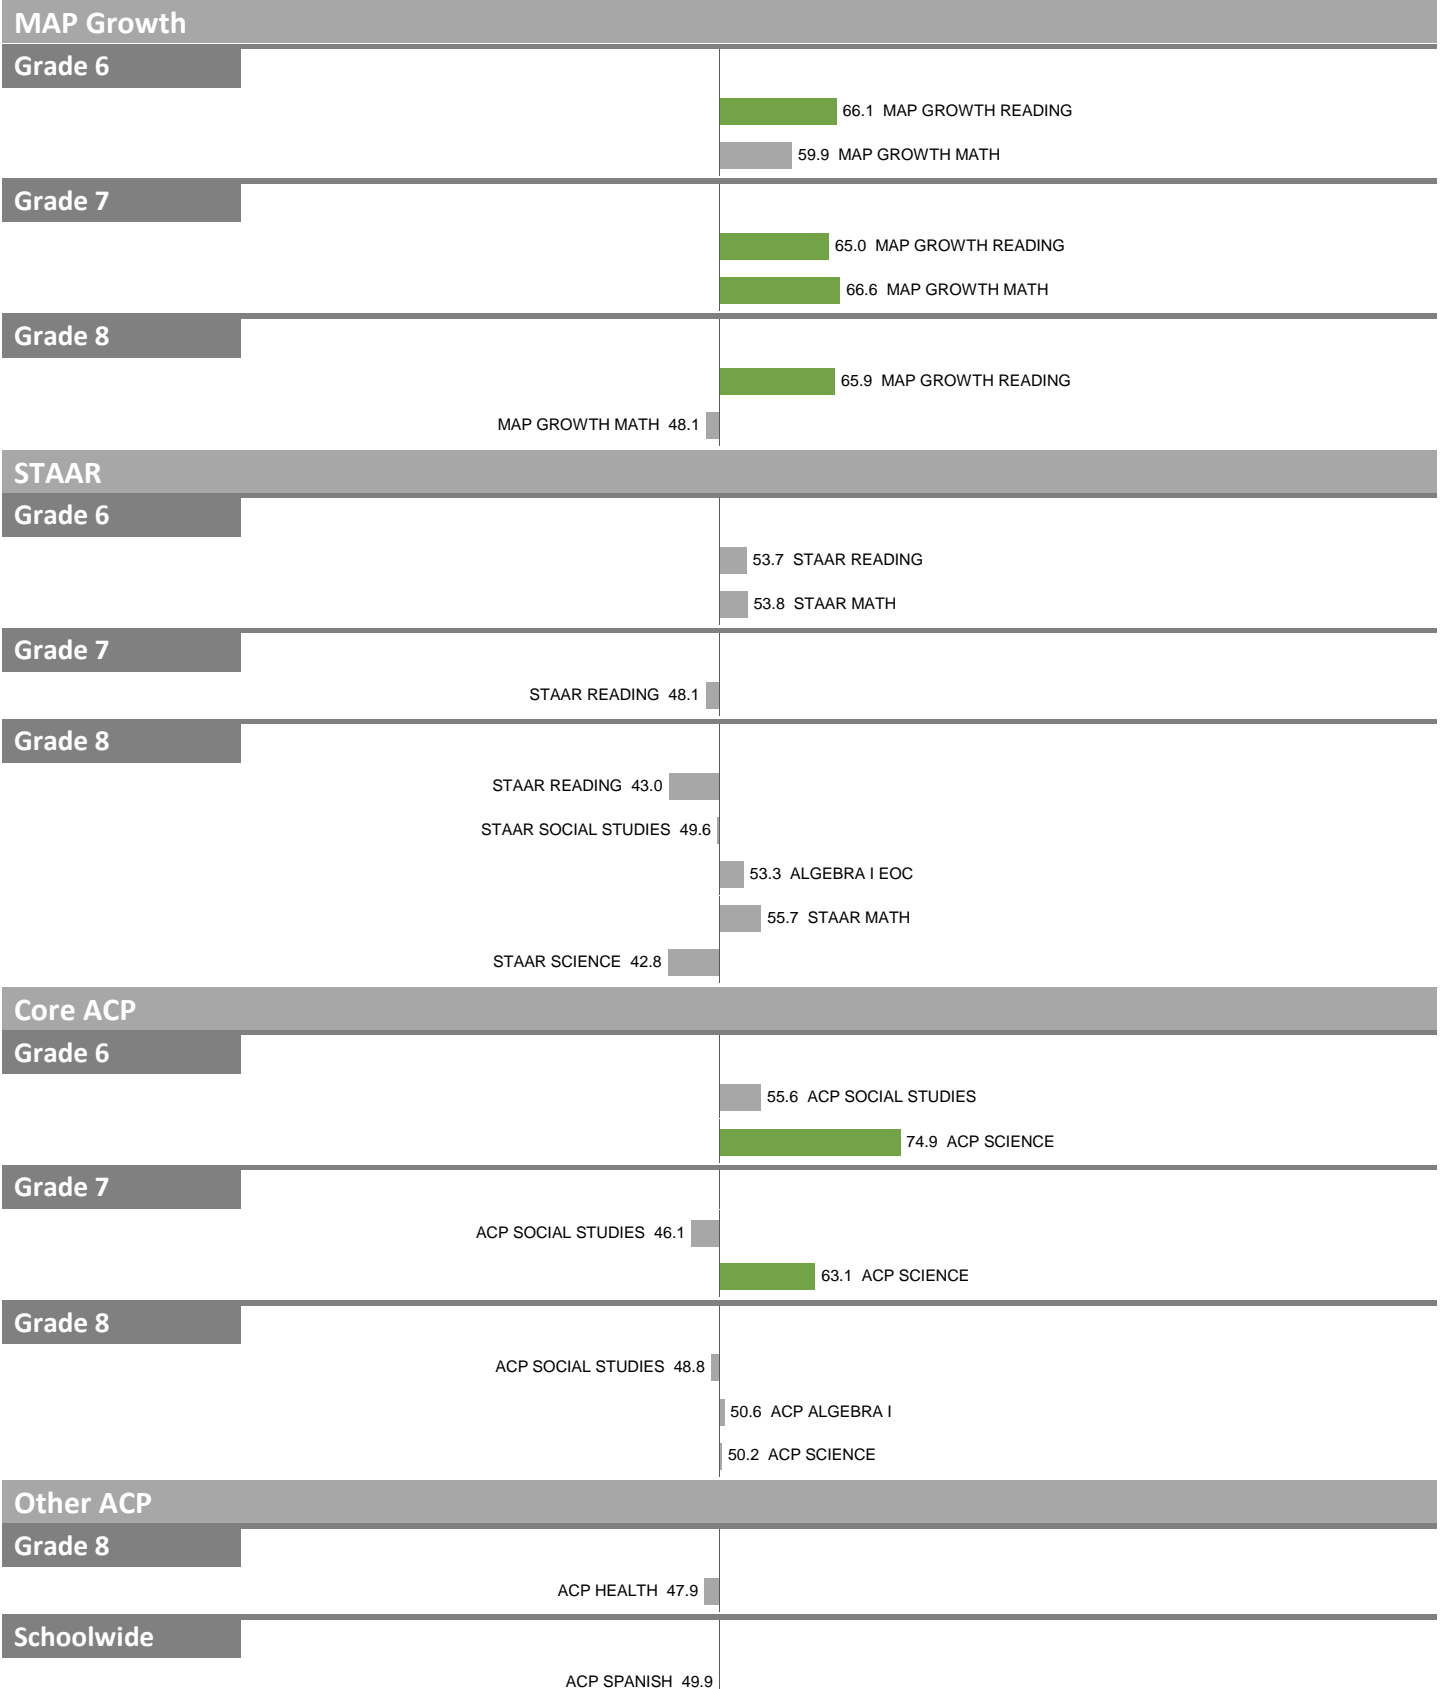 MAP Growth
Grade 6
66.1 MAP GROWTH READING
59.9 MAP GROWTH MATH
Grade 7
65.0 MAP GROWTH READING
66.6 MAP GROWTH MATH
Grade 8
65.9 MAP GROWTH READING
MAP GROWTH MATH 48.1
STAAR
Grade 6
53.7 STAAR READING
53.8 STAAR MATH
Grade 7
STAAR READING 48.1
Grade 8
STAAR READING 43.0
STAAR SOCIAL STUDIES 49.6
53.3 ALGEBRA I EOC
55.7 STAAR MATH
STAAR SCIENCE 42.8
Core ACP
Grade 6
55.6 ACP SOCIAL STUDIES
74.9 ACP SCIENCE
Grade 7
ACP SOCIAL STUDIES 46.1
63.1 ACP SCIENCE
Grade 8
ACP SOCIAL STUDIES 48.8
50.6 ACP ALGEBRA I
50.2 ACP SCIENCE
Other ACP
Grade 8
ACP HEALTH 47.9
Schoolwide
ACP SPANISH 49.9